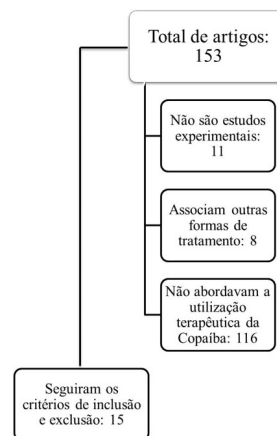 Total de artigos:
153
Não são estudos
experimentais:
11
Associam outras
formas de
tratamento: 8
Não abordavam a
utilização
terapêutica da
Copaíba: 116
Seguiram os
critérios de inclusão
e exclusão: 15